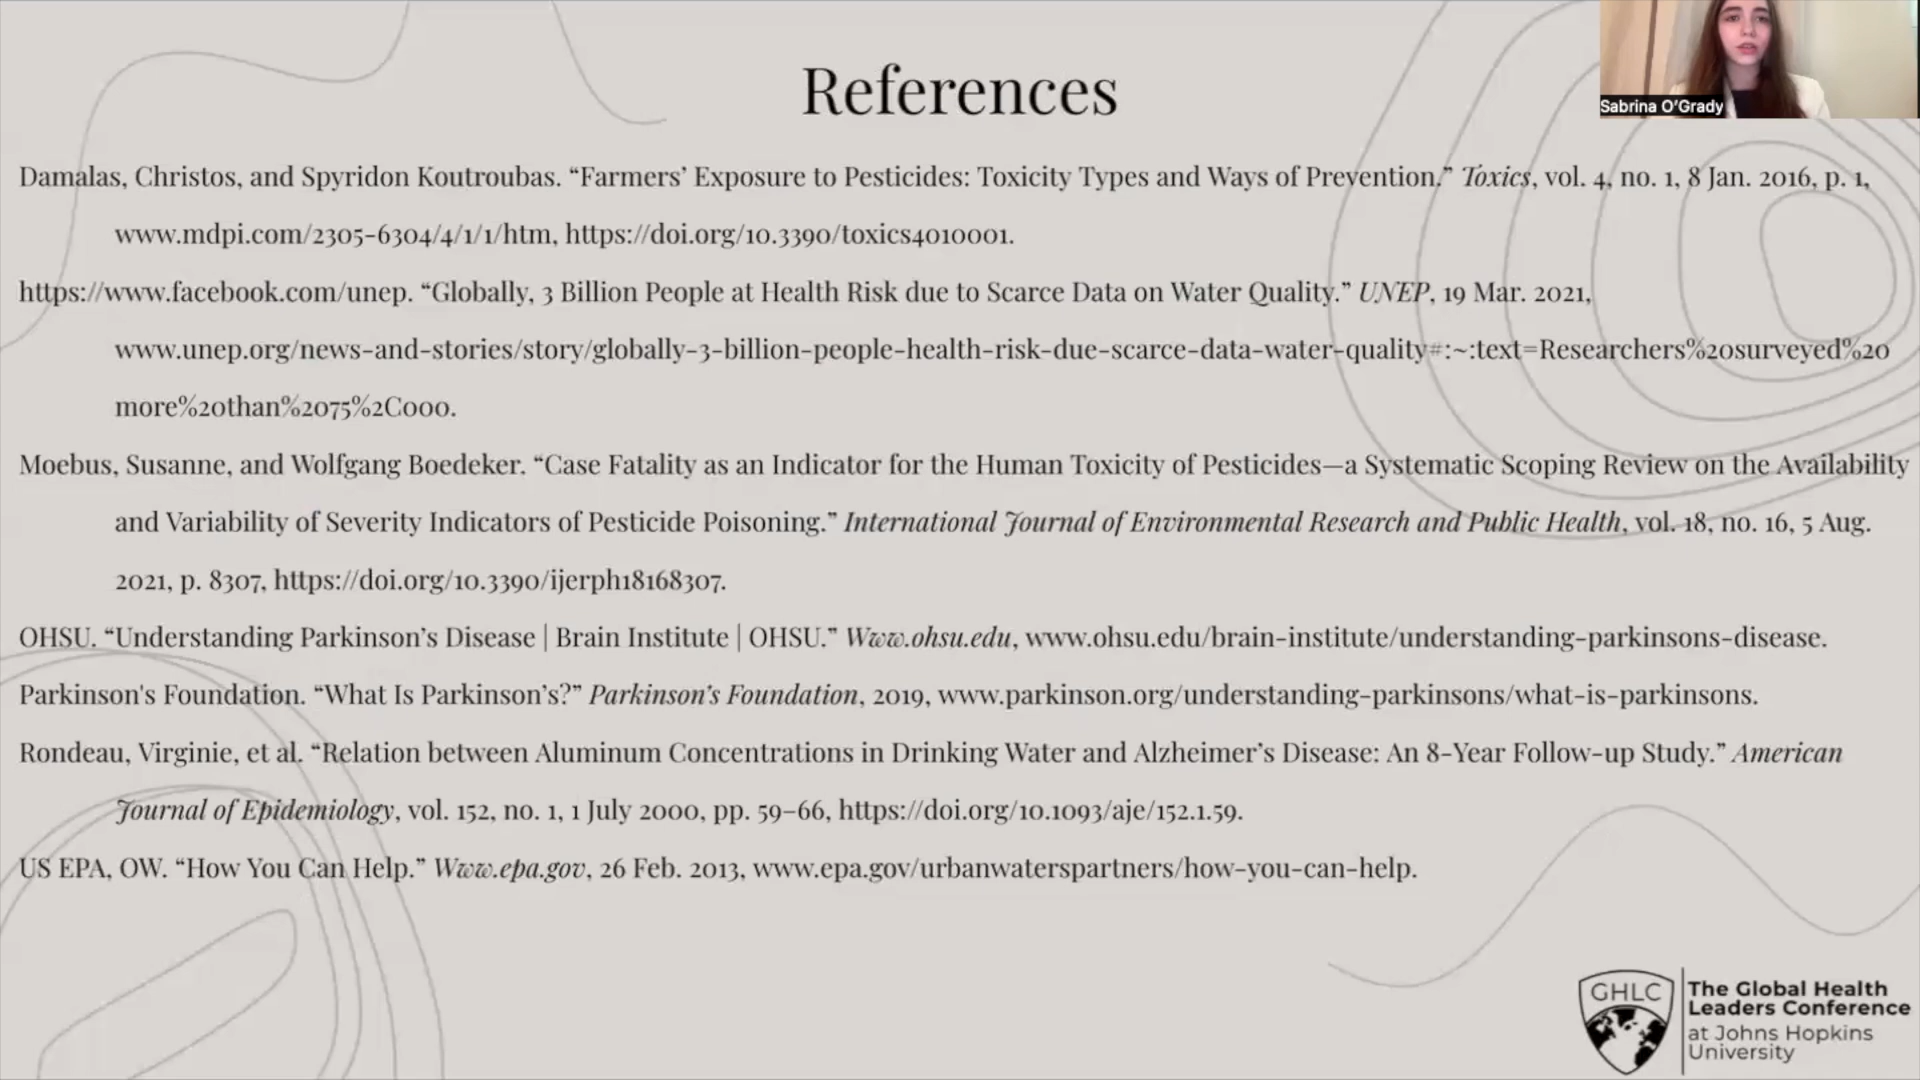 References
Sabrina O'Grady
Damalas, Christos, and Spyridon Koutroubas. “Farmers’ Exposure to Pesticides: Toxicity Types and Ways of Prevention.” Toxics, vol. 4, no. 1, 8 Jan. 2016, p. 1,
www.mdpi.com/2305-6304/4/1/1/htm, https://doi.org/10.3390/toxics4010001.
https://www.facebook.com/unep. “Globally, 3 Billion People at Health Risk due to Scarce Data on Water Quality.” UNEP, 19 Mar. 2021,
www.unep.org/news-and-stories/story/globally-3-billion-people-health-risk-due-scarce-data-water-quality#:~:text=Researchers%20surveyed%20
more%20than%2075%2C000.
Moebus, Susanne, and Wolfgang Boedeker. “Case Fatality as an Indicator for the Human Toxicity of Pesticides—a Systematic Scoping Review on the Availability
and Variability of Severity Indicators of Pesticide Poisoning.” International Journal of Environmental Research and Public Health, vol. 18, no. 16, 5 Aug.
2021, p. 8307, https://doi.org/10.3390/ijerph18168307.
OHSU. “Understanding Parkinson’s Disease | Brain Institute | OHSU.” Www.ohsu.edu, www.ohsu.edu/brain-institute/understanding-parkinsons-disease.
Parkinson's Foundation. “What Is Parkinson’s?” Parkinson’s Foundation, 2019, www.parkinson.org/understanding-parkinsons/what-is-parkinsons.
Rondeau, Virginie, et al. “Relation between Aluminum Concentrations in Drinking Water and Alzheimer’s Disease: An 8-Year Follow-up Study.” American
Journal of Epidemiology, vol. 152, no. 1, 1 July 2000, pp. 59–66, https://doi.org/10.1093/aje/152.1.59.
US EPA, OW. “How You Can Help.” Www.epa.gov, 26 Feb. 2013, www.epa.gov/urbanwaterspartners/how-you-can-help.
GHLC
The Global Health
Leaders Conference
at Johns Hopkins
University